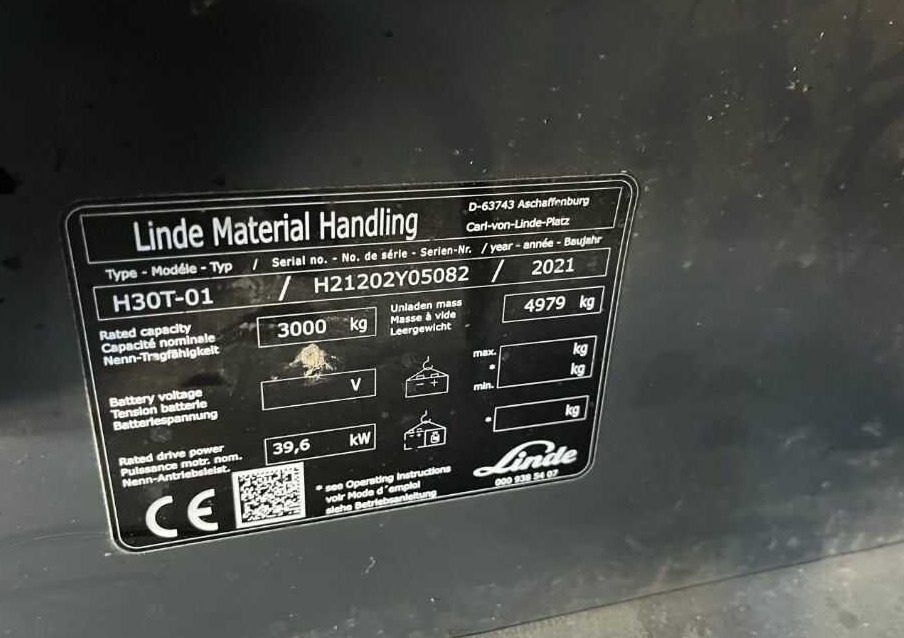 Linde Material Handling
D-63743 Aschaffenburg
Carl-von-Linde-Platz
Type - Modéle - Typ / Serial no. - No. de série - Serien-Nr. / year - année - Baujahr
H30T-01 / H21202Y05082 / 2021
Rated capacity
Capacité nominale
Nenn-Tragfähigkeit
3000 kg
Unladen mass
Masse à vide
Leergewicht
4979 kg
Battery voltage
Tension batterie
Batteriespannung
V
- +
max.
*
min.
kg
kg
Rated drive power
Puissance motr. nom.
Nenn-Antriebsleist.
39,6 kW
*
kg
CE
* see Operating Instructions
voir Mode d'emploi
siehe Betriebsanleitung
Linde
000 938 54 07